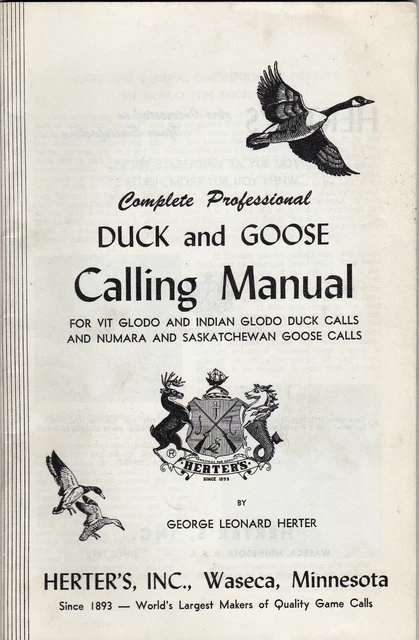 Complete Professional
DUCK and GOOSE
Calling Manual
FOR VIT GLODO AND INDIAN GLODO DUCK CALLS
AND NUMARA AND SASKATCHEWAN GOOSE CALLS
®
HERTER'S
SINCE 1893
BY
GEORGE LEONARD HERTER
HERTER'S, INC., Waseca, Minnesota
Since 1893 — World's Largest Makers of Quality Game Calls